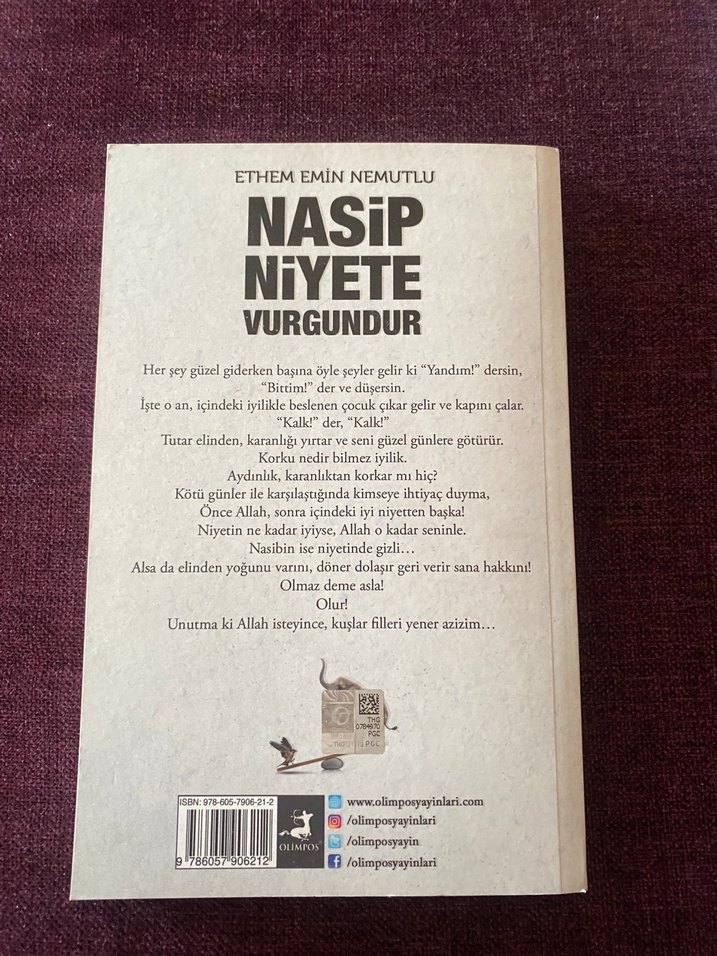 ETHEM EMİN NEMUTLU
NASİP
NİYETE
VURGUNDUR
Her şey güzel giderken başına öyle şeyler gelir ki “Yandım!” dersin,
“Bittim!” der ve düşersin.
İşte o an, içindeki iyilikle beslenen çocuk çıkar gelir ve kapını çalar.
“Kalk!” der, “Kalk!”
Tutar elinden, karanlığı yırtar ve seni güzel günlere götürür.
Korku nedir bilmez iyilik.
Aydınlık, karanlıktan korkar mı hiç?
Kötü günler ile karşılaştığında kimseye ihtiyaç duyma,
Önce Allah, sonra içindeki iyi niyetten başka!
Niyetin ne kadar iyiyse, Allah o kadar seninle.
Nasibin ise niyetinde gizli…
Alsa da elinden yoğunu varını, döner dolaşır geri verir sana hakkını!
Olmaz deme asla!
Olur!
Unutma ki Allah isteyince, kuşlar filleri yener azizim…
THG
0784970
PGC
PGC
ISBN: 978-605-7906-21-2
9 786057 906212
OLİMPOS
www.olimposyayinlari.com
/olimposyayinlari
/olimposyayin
/olimposyayinlari